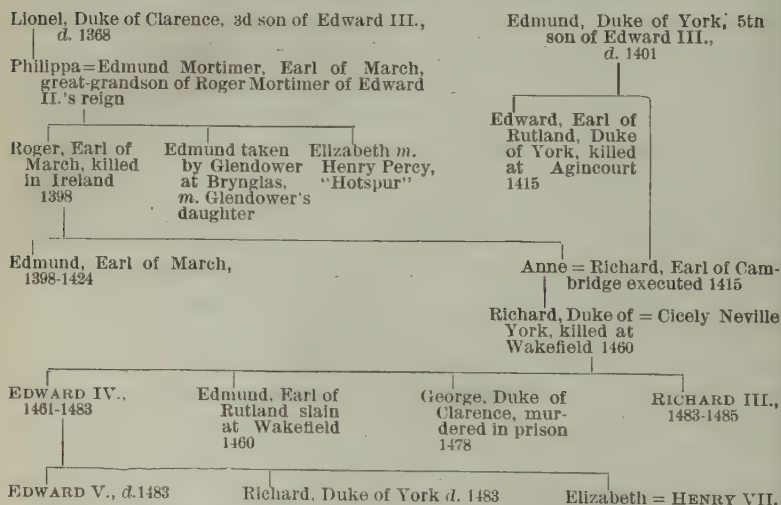 Lionel, Duke of Clarence, 3d son of Edward III.,
d. 1368
Edmund, Duke of York, 5tn
son of Edward III.,
d. 1401
Philippa=Edmund Mortimer, Earl of March,
great-grandson of Roger Mortimer of Edward
II.'s reign
Roger, Earl of
March, killed
in Ireland
1398
Edmund taken
by Glendower
at Brynglas,
m. Glendower's
daughter
Elizabeth m.
Henry Percy,
"Hotspur"
Edward, Earl of
Rutland, Duke
of York, killed
at Agincourt
1415
Edmund, Earl of March,
1398-1424
Anne = Richard, Earl of Cam-
bridge executed 1415
Richard, Duke of = Cicely Neville
York, killed at
Wakefield 1460
EDWARD IV.,
1461-1483
Edmund, Earl of
Rutland slain
at Wakefield
1460
George, Duke of
Clarence, mur-
dered in prison
1478
RICHARD III.,
1483-1485
EDWARD V., d.1483
Richard, Duke of York d. 1483
Elizabeth = HENRY VII.